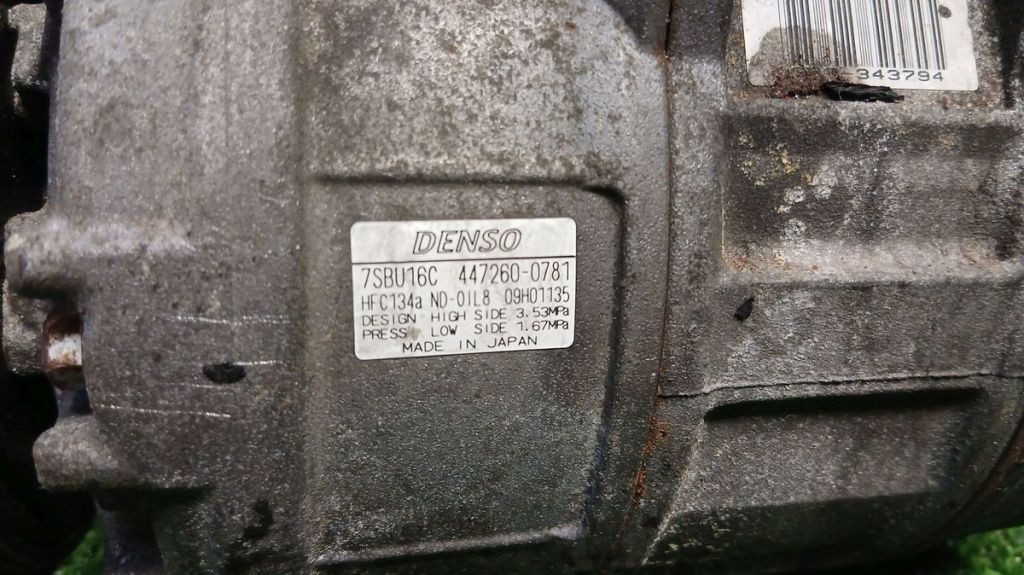 -343794
DENSO
7SBU16C 447260-0781
HFC134a ND-OIL8 09H01135
DESIGN HIGH SIDE 3.53MPa
PRESS. LOW SIDE 1.67MPa
MADE IN JAPAN